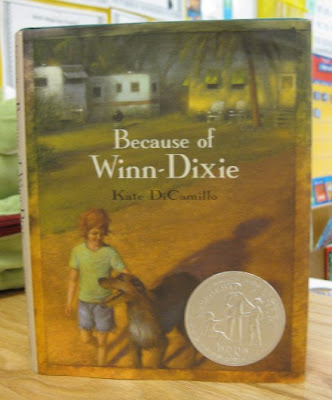 Because of
Winn-Dixie
Kate DiCamillo